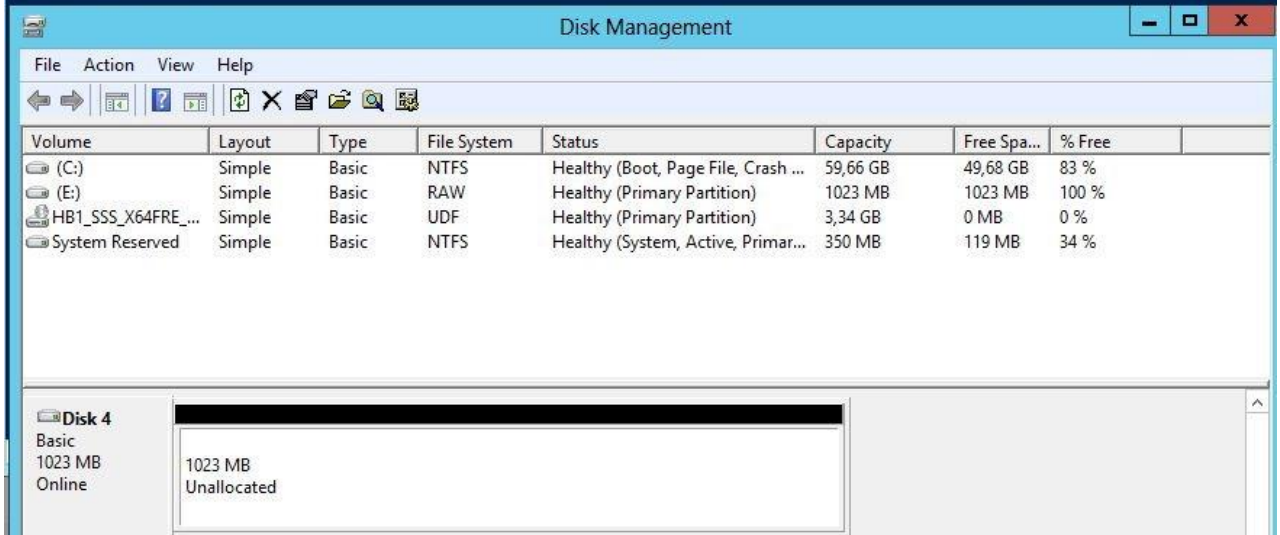 Disk Management
File Action View Help
Volume Layout Type File System Status Capacity Free Spa... % Free
(C:) Simple Basic NTFS Healthy (Boot, Page File, Crash ... 59,66 GB 49,68 GB 83 %
(E:) Simple Basic RAW Healthy (Primary Partition) 1023 MB 1023 MB 100 %
HB1_SSS_X64FRE_... Simple Basic UDF Healthy (Primary Partition) 3,34 GB 0 MB 0 %
System Reserved Simple Basic NTFS Healthy (System, Active, Primar... 350 MB 119 MB 34 %
Disk 4
Basic
1023 MB
Online
1023 MB
Unallocated